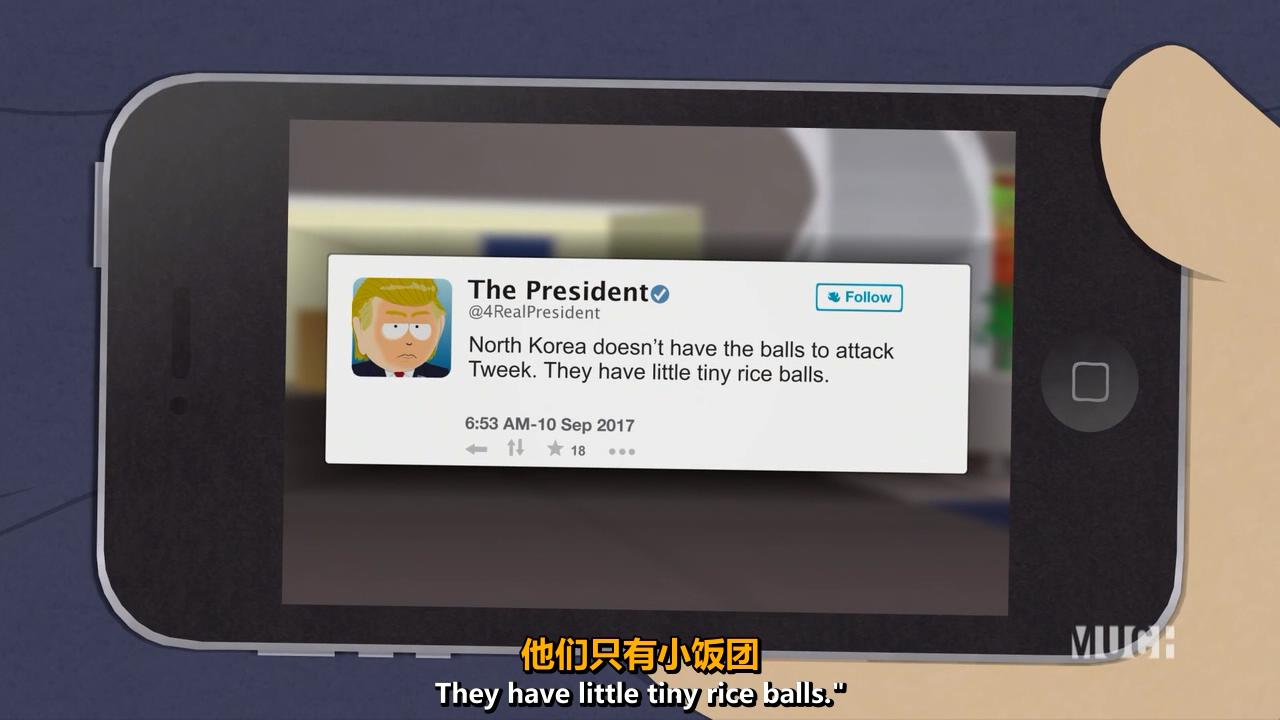 The President
@4RealPresident
Follow
North Korea doesn't have the balls to attack
Tweek. They have little tiny rice balls.
6:53 AM-10 Sep 2017
18
MUCH
他们只有小饭团
They have little tiny rice balls."